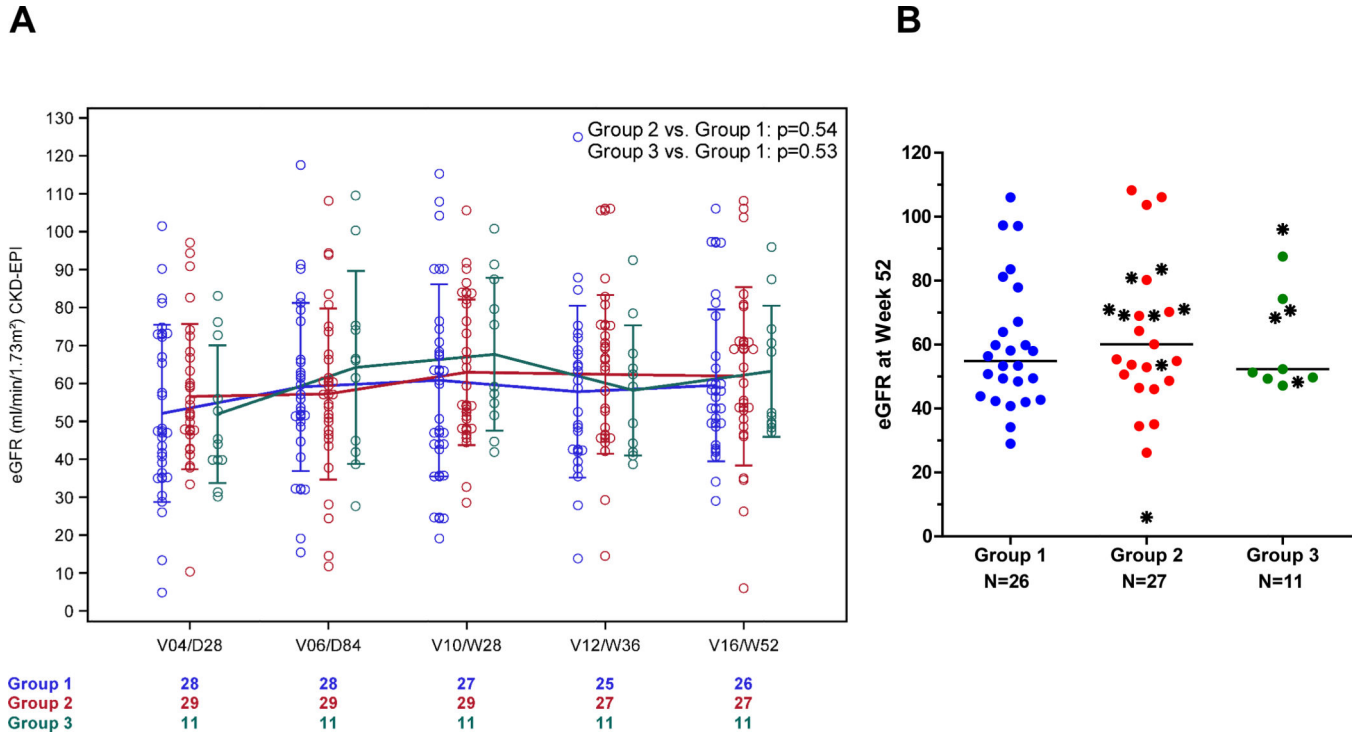 A
B
eGFR (ml/min/1.73m²) CKD-EPI
130
120
110
100
90
80
70
60
50
40
30
20
10
0
Group 2 vs. Group 1: p=0.54
Group 3 vs. Group 1: p=0.53
V04/D28 V06/D84 V10/W28 V12/W36 V16/W52
Group 1 28 28 27 25 26
Group 2 29 29 29 27 27
Group 3 11 11 11 11 11
eGFR at Week 52
120
100
80
60
40
20
0
Group 1 Group 2 Group 3
N=26 N=27 N=11